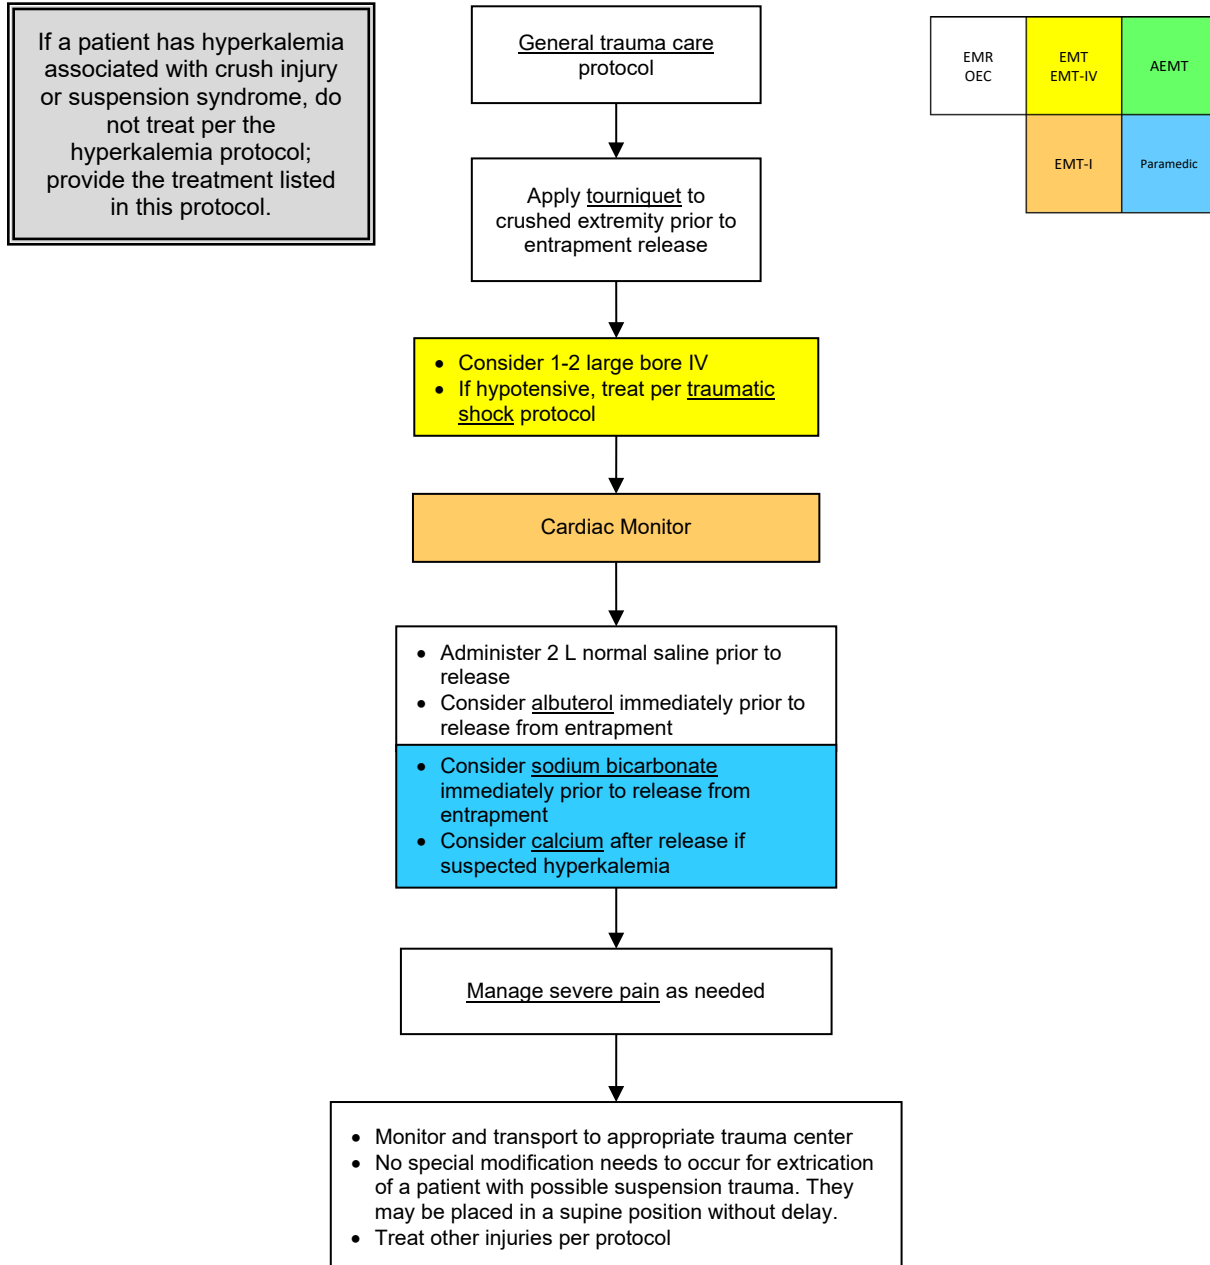 If a patient has hyperkalemia
associated with crush injury
or suspension syndrome, do
not treat per the
hyperkalemia protocol;
provide the treatment listed
in this protocol.
General trauma care
protocol
EMR
OEC
EMT
EMT-IV
AEMT
EMT-I
Paramedic
Apply tourniquet to
crushed extremity prior to
entrapment release
• Consider 1-2 large bore IV
• If hypotensive, treat per traumatic
shock protocol
Cardiac Monitor
• Administer 2 L normal saline prior to
release
• Consider albuterol immediately prior to
release from entrapment
• Consider sodium bicarbonate
immediately prior to release from
entrapment
• Consider calcium after release if
suspected hyperkalemia
Manage severe pain as needed
• Monitor and transport to appropriate trauma center
• No special modification needs to occur for extrication
of a patient with possible suspension trauma. They
may be placed in a supine position without delay.
• Treat other injuries per protocol